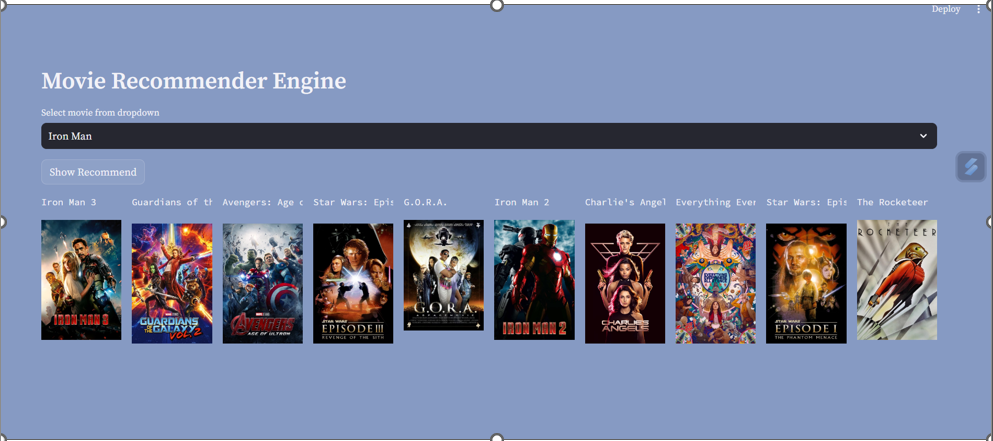 Deploy
Movie Recommender Engine
Select movie from dropdown
Iron Man
Show Recommend
Iron Man 3
Guardians of th
Avengers: Age o
Star Wars: Epis
G.O.R.A.
Iron Man 2
Charlie's Angel
Everything Ever
Star Wars: Epis
The Rocketeer
IRON MAN 3
GUARDIANS OF THE GALAXY VOL. 2
AVENGERS
AGE OF ULTRON
STAR WARS
EPISODE III
REVENGE OF THE SITH
G.O.R.A.
IRON MAN 2
CHARLIE'S
ANGELS
STAR WARS
EPISODE I
THE PHANTOM MENACE
ROCKETEER